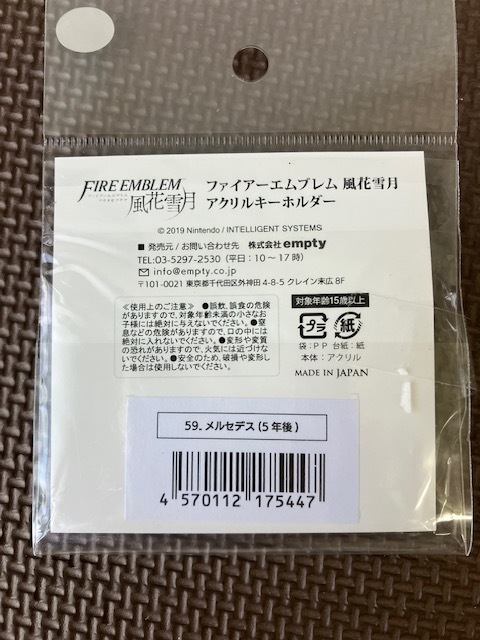 FIRE EMBLEM
ファイアーエムブレム
風花雪月
ファイアーエムブレム 風花雪月
アクリルキーホルダー
© 2019 Nintendo / INTELLIGENT SYSTEMS
■ 発売元 / お問い合わせ先 株式会社empty
TEL:03-5297-2530 (平日：10～17時)
info@empty.co.jp
〒101-0021 東京都千代田区外神田 4-8-5 クレイン末広 8F
≪使用上のご注意≫ ●誤飲、誤食の危険
がありますので、対象年齢未満の小さなお
子様には絶対に与えないでください。●窒
息などの危険がありますので、口の中には
絶対に入れないでください。●変形や変質
の恐れがありますので、火気には近づけな
いでください。●安全のため、破損や変形し
た場合は使用しないでください。
対象年齢15歳以上
プラ 紙
袋：PP 台紙：紙
本体：アクリル
MADE IN JAPAN
59. メルセデス (5年後)
4 570112 175447